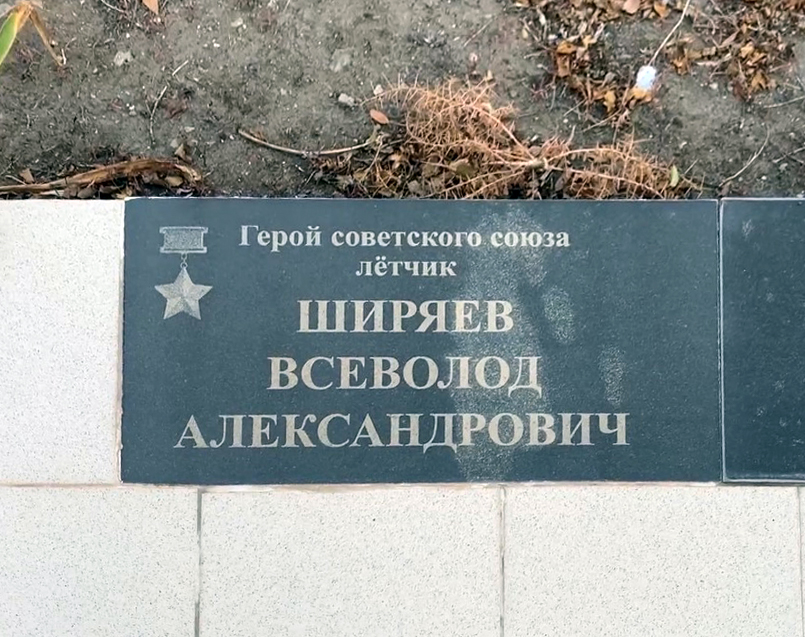 Герой советского союза
лётчик
ШИРЯЕВ
ВСЕВОЛОД
АЛЕКСАНДРОВИЧ